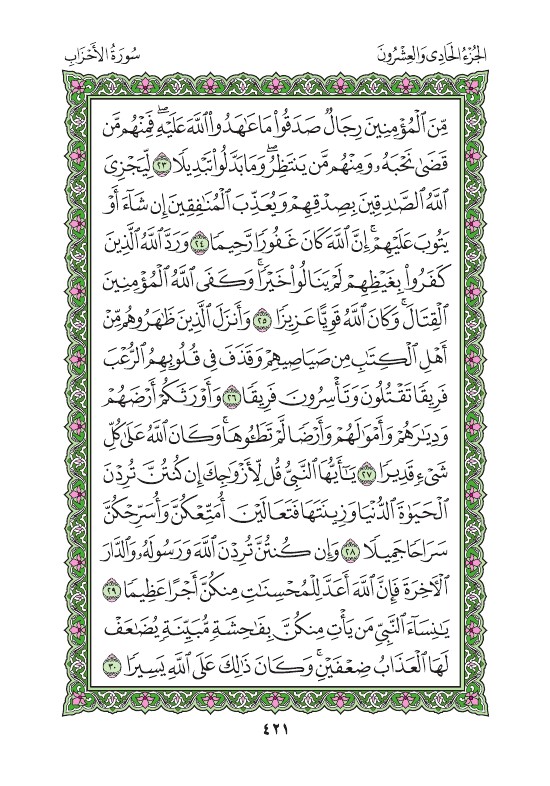 الجُزْءُ الحَادِي وَالعِشْرُونَ
سُورَةُ الأَحْزَابِ
مِّنَ ٱلْمُؤْمِنِينَ رِجَالٌ صَدَقُوا۟ مَا عَٰهَدُوا۟ ٱللَّهَ عَلَيْهِ ۖ فَمِنْهُم مَّن
قَضَىٰ نَحْبَهُۥ وَمِنْهُم مَّن يَنتَظِرُ ۖ وَمَا بَدَّلُوا۟ تَبْدِيلًا ٢٣ لِّيَجْزِىَ
ٱللَّهُ ٱلصَّٰدِقِينَ بِصِدْقِهِمْ وَيُعَذِّبَ ٱلْمُنَٰفِقِينَ إِن شَآءَ أَوْ
يَتُوبَ عَلَيْهِمْ ۚ إِنَّ ٱللَّهَ كَانَ غَفُورًا رَّحِيمًا ٢٤ وَرَدَّ ٱللَّهُ ٱلَّذِينَ
كَفَرُوا۟ بِغَيْظِهِمْ لَمْ يَنَالُوا۟ خَيْرًا ۚ وَكَفَى ٱللَّهُ ٱلْمُؤْمِنِينَ
ٱلْقِتَالَ ۚ وَكَانَ ٱللَّهُ قَوِيًّا عَزِيزًا ٢٥ وَأَنزَلَ ٱلَّذِينَ ظَٰهَرُوهُم مِّنْ
أَهْلِ ٱلْكِتَٰبِ مِن صَيَاصِيهِمْ وَقَذَفَ فِى قُلُوبِهِمُ ٱلرُّعْبَ
فَرِيقًا تَقْتُلُونَ وَتَأْسِرُونَ فَرِيقًا ٢٦ وَأَوْرَثَكُمْ أَرْضَهُمْ
وَدِيَٰرَهُمْ وَأَمْوَٰلَهُمْ وَأَرْضًا لَّمْ تَطَـُٔوهَا ۚ وَكَانَ ٱللَّهُ عَلَىٰ كُلِّ
شَىْءٍ قَدِيرًا ٢٧ يَٰٓأَيُّهَا ٱلنَّبِىُّ قُل لِّأَزْوَٰجِكَ إِن كُنتُنَّ تُرِدْنَ
ٱلْحَيَوٰةَ ٱلدُّنْيَا وَزِينَتَهَا فَتَعَالَيْنَ أُمَتِّعْكُنَّ وَأُسَرِّحْكُنَّ
سَرَاحًا جَمِيلًا ٢٨ وَإِن كُنتُنَّ تُرِدْنَ ٱللَّهَ وَرَسُولَهُۥ وَٱلدَّارَ
ٱلْءَاخِرَةَ فَإِنَّ ٱللَّهَ أَعَدَّ لِلْمُحْسِنَٰتِ مِنكُنَّ أَجْرًا عَظِيمًا ٢٩
يَٰنِسَآءَ ٱلنَّبِىِّ مَن يَأْتِ مِنكُنَّ بِفَٰحِشَةٍ مُّبَيِّنَةٍ يُضَٰعَفْ
لَهَا ٱلْعَذَابُ ضِعْفَيْنِ ۚ وَكَانَ ذَٰلِكَ عَلَى ٱللَّهِ يَسِيرًا ٣٠
٤٢١